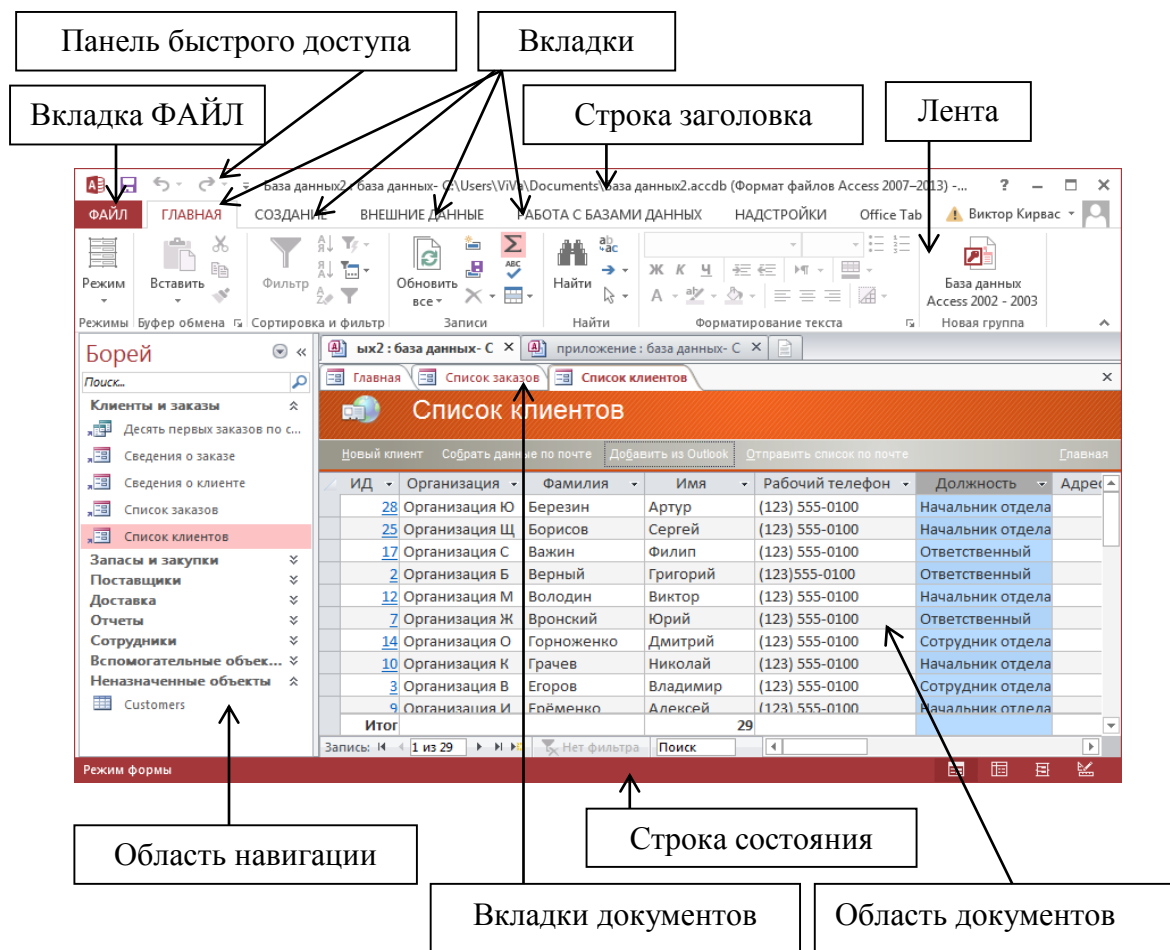 Панель быстрого доступа
Вкладки
Вкладка ФАЙЛ
Строка заголовка
Лента
База данных2 : база данных- C:\Users\ViVa\Documents\База данных2.accdb (Формат файлов Access 2007–2013) -... ?
ФАЙЛ ГЛАВНАЯ СОЗДАНИЕ ВНЕШНИЕ ДАННЫЕ РАБОТА С БАЗАМИ ДАННЫХ НАДСТРОЙКИ Office Tab Виктор Кирвас
Режим
Вставить
Фильтр
Обновить
все
Найти
Ж К Ч
База данных
Access 2002 - 2003
Режимы Буфер обмена Сортировка и фильтр Записи Найти Форматирование текста Новая группа
Борей
ых2 : база данных- C
приложение : база данных- C
Поиск...
Главная Список заказов Список клиентов
Клиенты и заказы
Десять первых заказов по с...
Сведения о заказе
Сведения о клиенте
Список заказов
Список клиентов
Запасы и закупки
Поставщики
Доставка
Отчеты
Сотрудники
Вспомогательные объек...
Неназначенные объекты
Customers
Список клиентов
Новый клиент Собрать данные по почте Добавить из Outlook Отправить список по почте Главная
ИД Организация Фамилия Имя Рабочий телефон Должность Адрес
28 Организация Ю Березин Артур (123) 555-0100 Начальник отдела
25 Организация Щ Борисов Сергей (123) 555-0100 Начальник отдела
17 Организация С Важин Филип (123) 555-0100 Ответственный
2 Организация Б Верный Григорий (123)555-0100 Ответственный
12 Организация М Володин Виктор (123) 555-0100 Начальник отдела
7 Организация Ж Вронский Юрий (123) 555-0100 Ответственный
14 Организация О Горноженко Дмитрий (123) 555-0100 Сотрудник отдела
10 Организация К Грачев Николай (123) 555-0100 Начальник отдела
3 Организация В Егоров Владимир (123) 555-0100 Сотрудник отдела
9 Организация И Ерёменко Алексей (123) 555-0100 Начальник отдела
Итог 29
Запись: 1 из 29 Нет фильтра Поиск
Режим формы
Область навигации
Строка состояния
Вкладки документов
Область документов